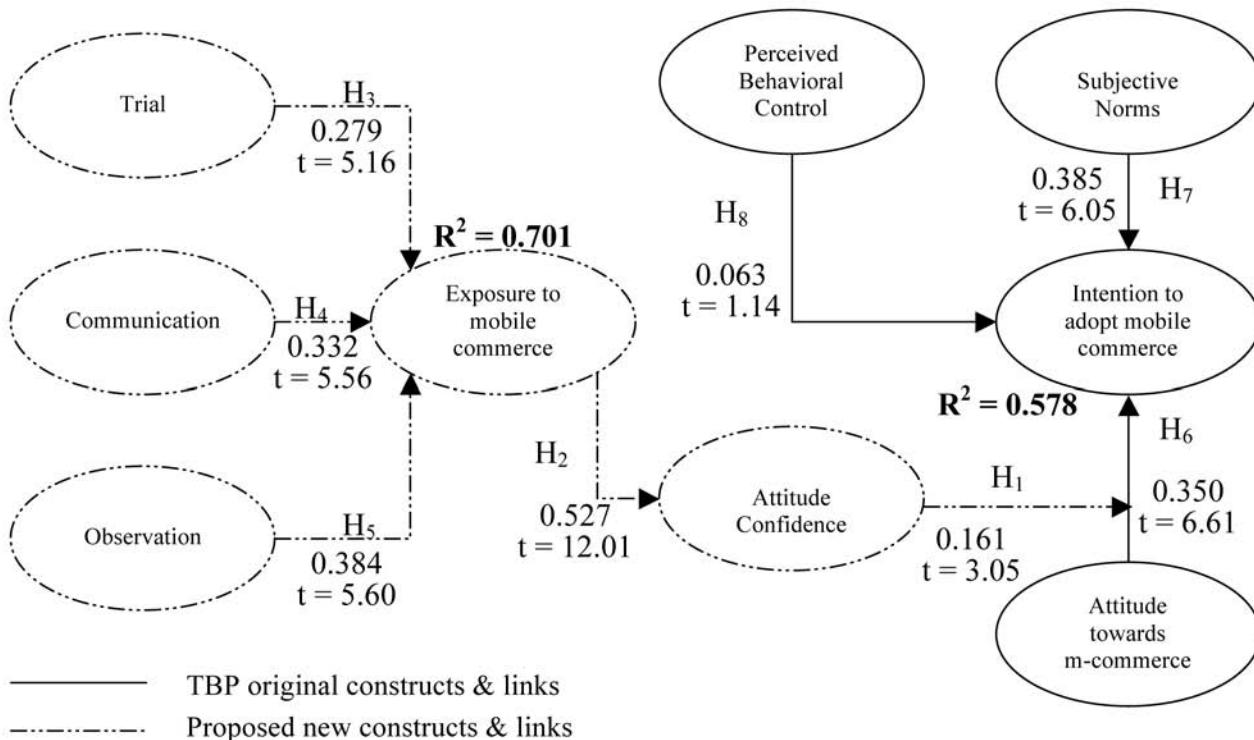 Trial
H3
0.279
t = 5.16
Communication
H4
0.332
t = 5.56
Observation
H5
0.384
t = 5.60
R2 = 0.701
Exposure to
mobile
commerce
H2
0.527
t = 12.01
Attitude
Confidence
H1
0.161
t = 3.05
Perceived
Behavioral
Control
H8
0.063
t = 1.14
Subjective
Norms
0.385
t = 6.05
H7
Intention to
adopt mobile
commerce
R2 = 0.578
H6
0.350
t = 6.61
Attitude
towards
m-commerce
TBP original constructs & links
Proposed new constructs & links